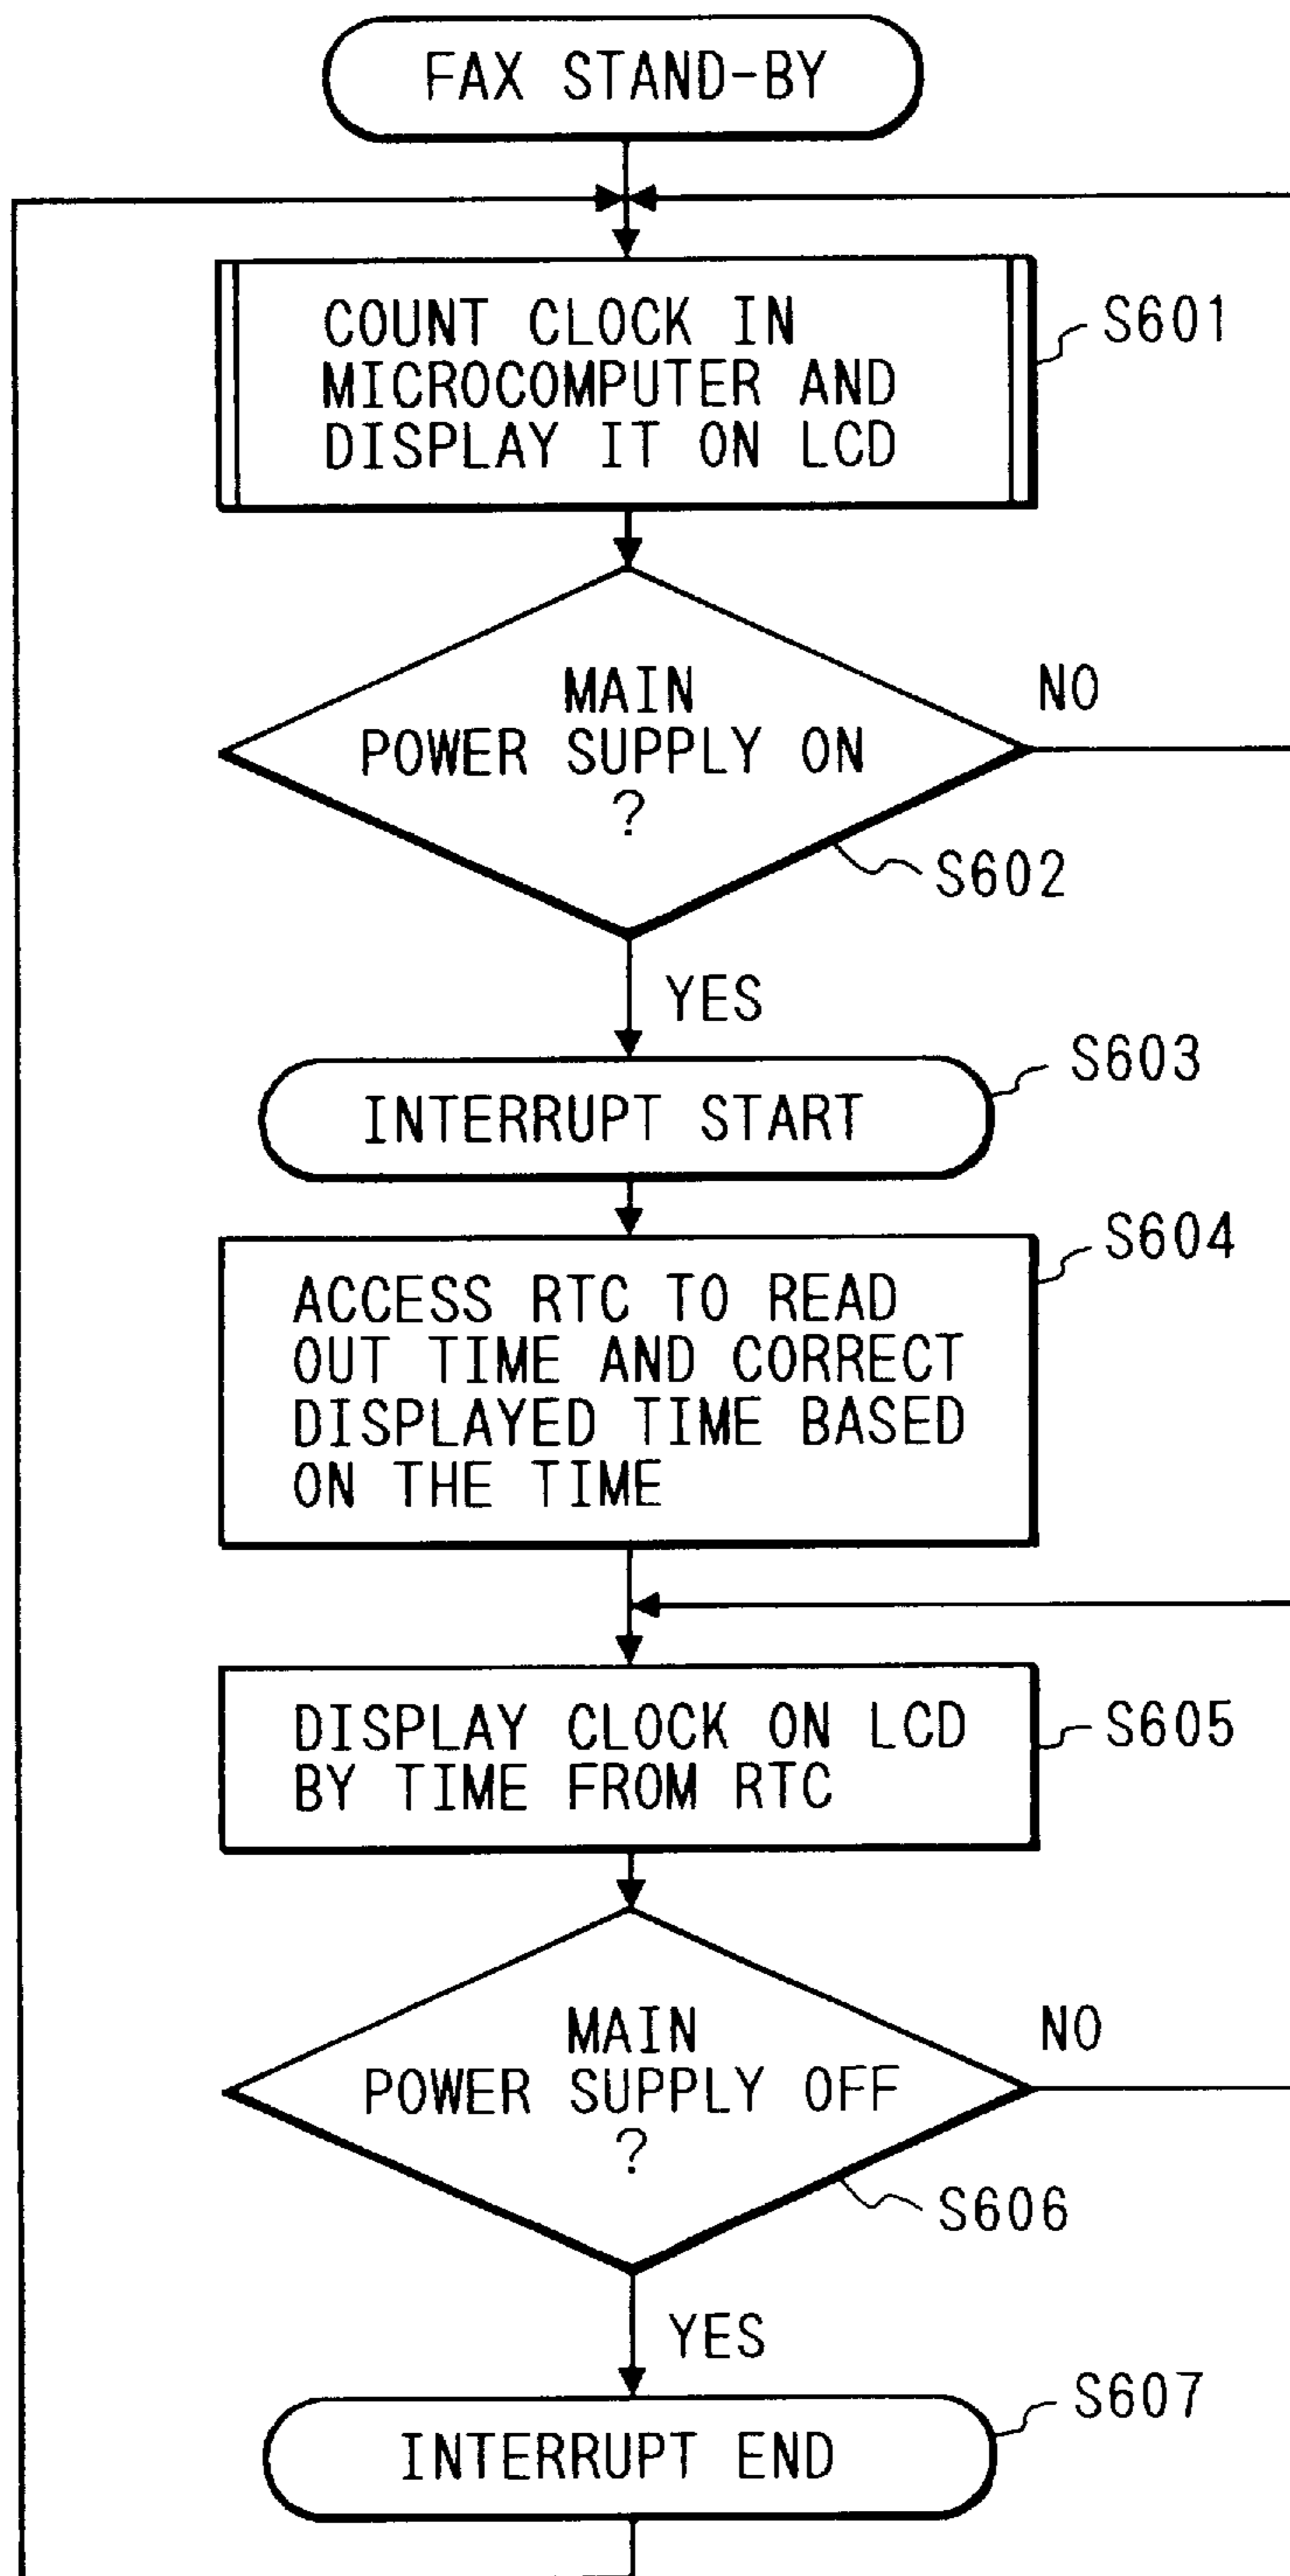 FAX STAND-BY
COUNT CLOCK IN
MICROCOMPUTER AND
DISPLAY IT ON LCD
S601
MAIN
POWER SUPPLY ON
?
NO
S602
YES
INTERRUPT START
S603
ACCESS RTC TO READ
OUT TIME AND CORRECT
DISPLAYED TIME BASED
ON THE TIME
S604
DISPLAY CLOCK ON LCD
BY TIME FROM RTC
S605
MAIN
POWER SUPPLY OFF
?
NO
S606
YES
INTERRUPT END
S607